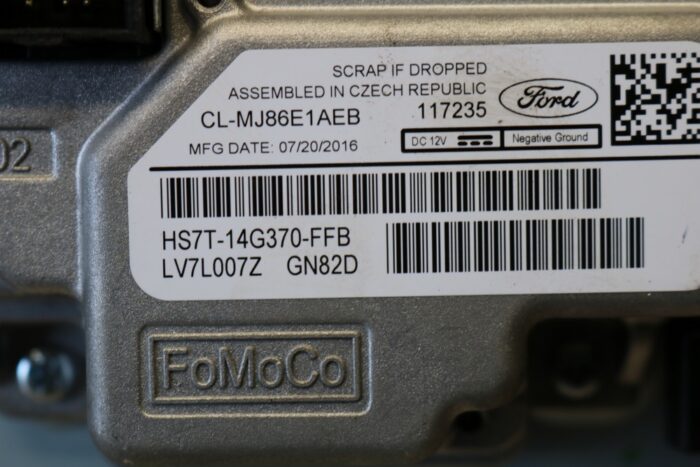 SCRAP IF DROPPED
ASSEMBLED IN CZECH REPUBLIC
CL-MJ86E1AEB 117235
Ford
MFG DATE: 07/20/2016
DC 12V
Negative Ground
02
HS7T-14G370-FFB
LV7L007Z GN82D
FoMoCo